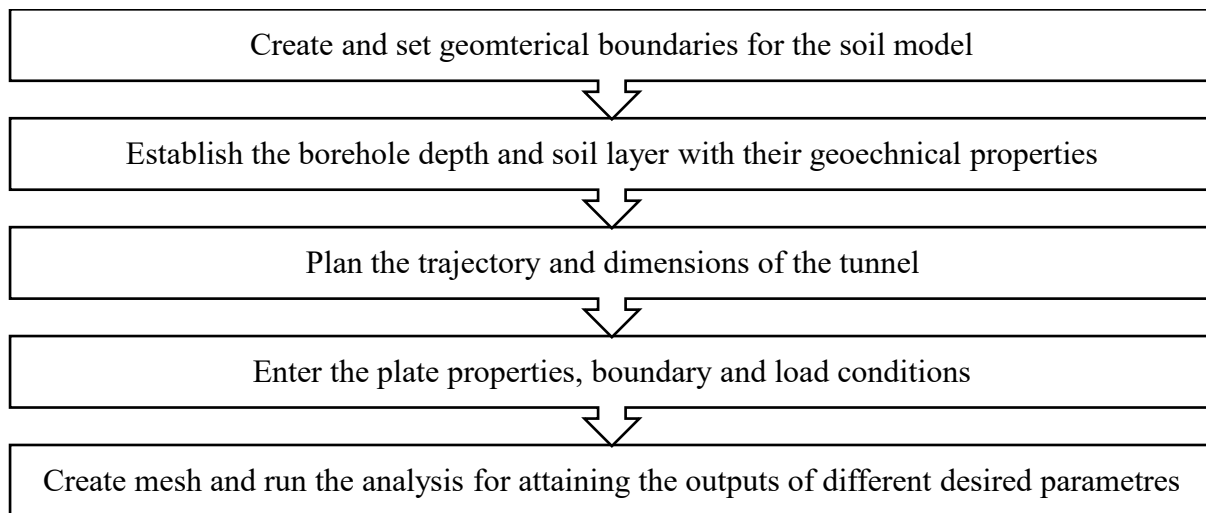 Create and set geomterical boundaries for the soil model
Establish the borehole depth and soil layer with their geoechnical properties
Plan the trajectory and dimensions of the tunnel
Enter the plate properties, boundary and load conditions
Create mesh and run the analysis for attaining the outputs of different desired parametres